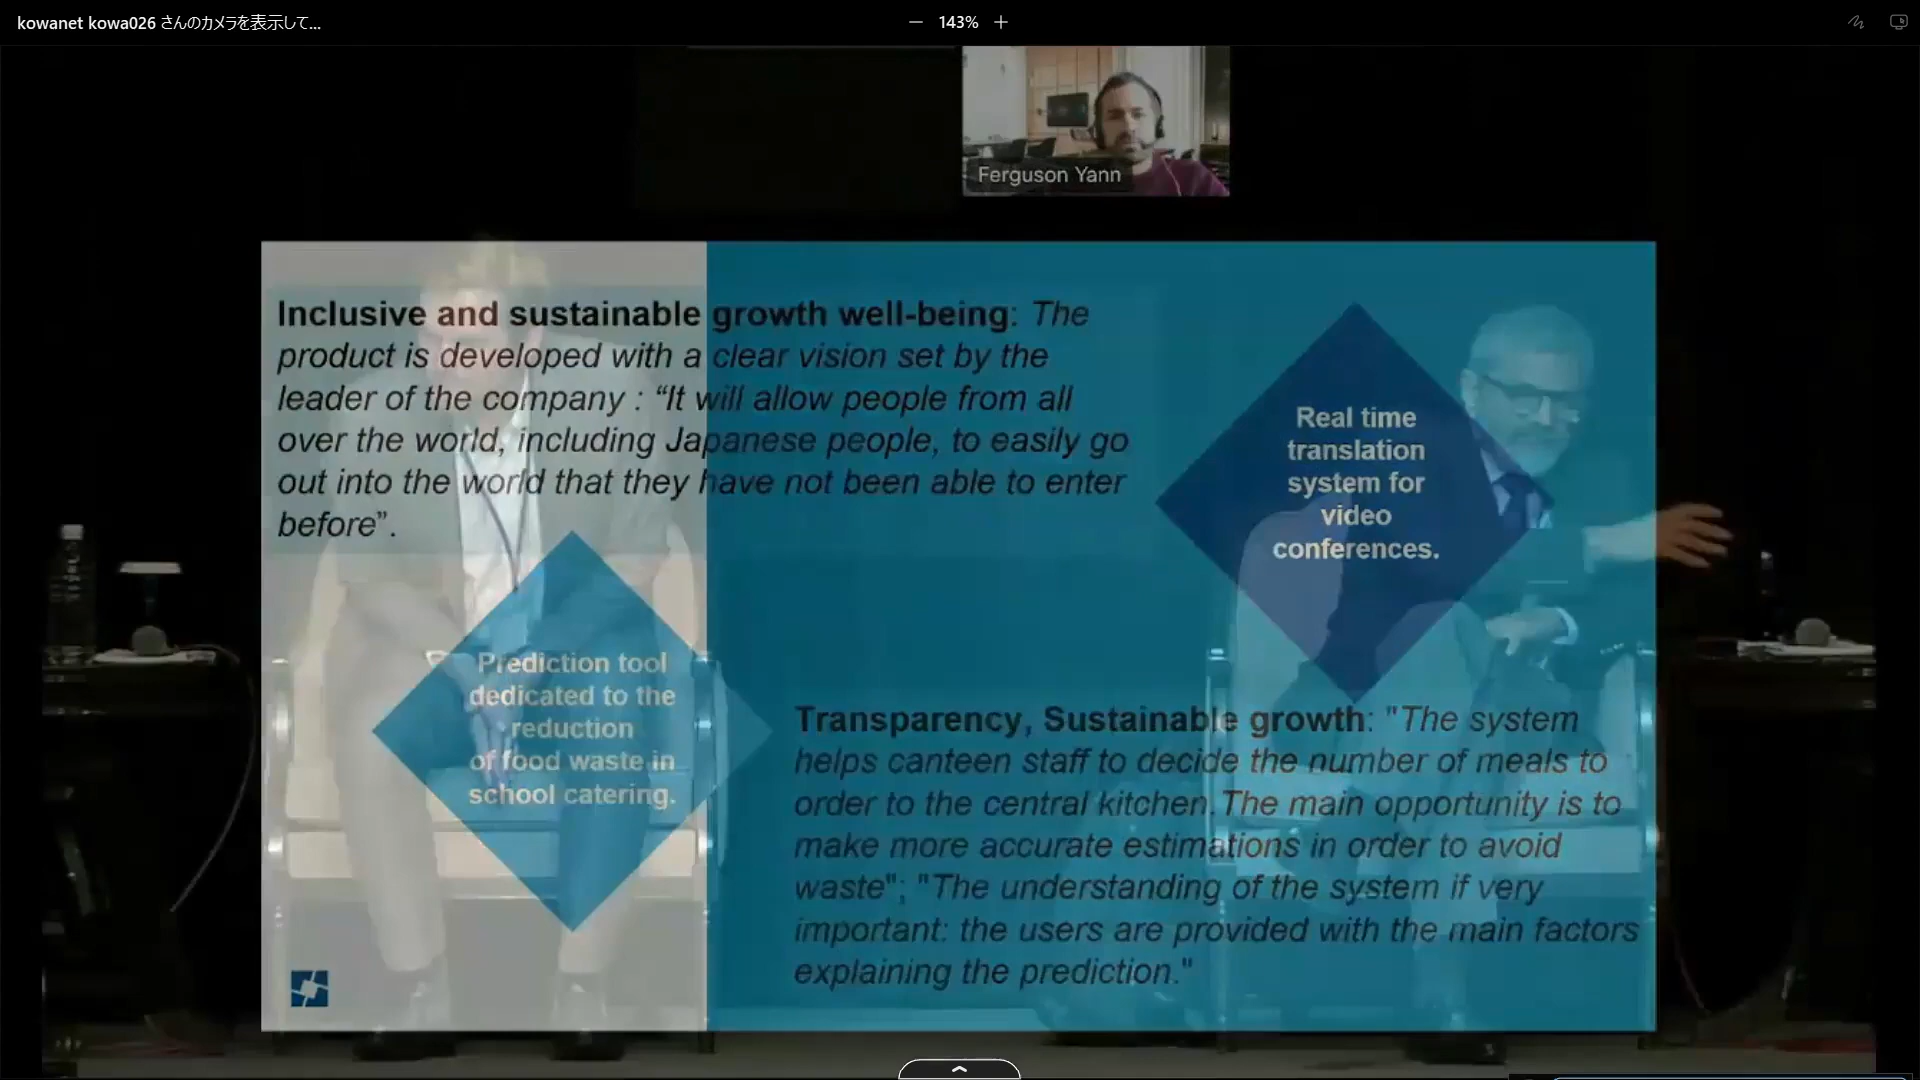 kowanet kowa026 さんのカメラを表示して...
143%
Ferguson Yann
Inclusive and sustainable growth well-being: The
product is developed with a clear vision set by the
leader of the company : “It will allow people from all
over the world, including Japanese people, to easily go
out into the world that they have not been able to enter
before”.
Real time
translation
system for
video
conferences.
Prediction tool
dedicated to the
reduction
of food waste in
school catering.
Transparency, Sustainable growth: "The system
helps canteen staff to decide the number of meals to
order to the central kitchen. The main opportunity is to
make more accurate estimations in order to avoid
waste"; "The understanding of the system if very
important: the users are provided with the main factors
explaining the prediction."